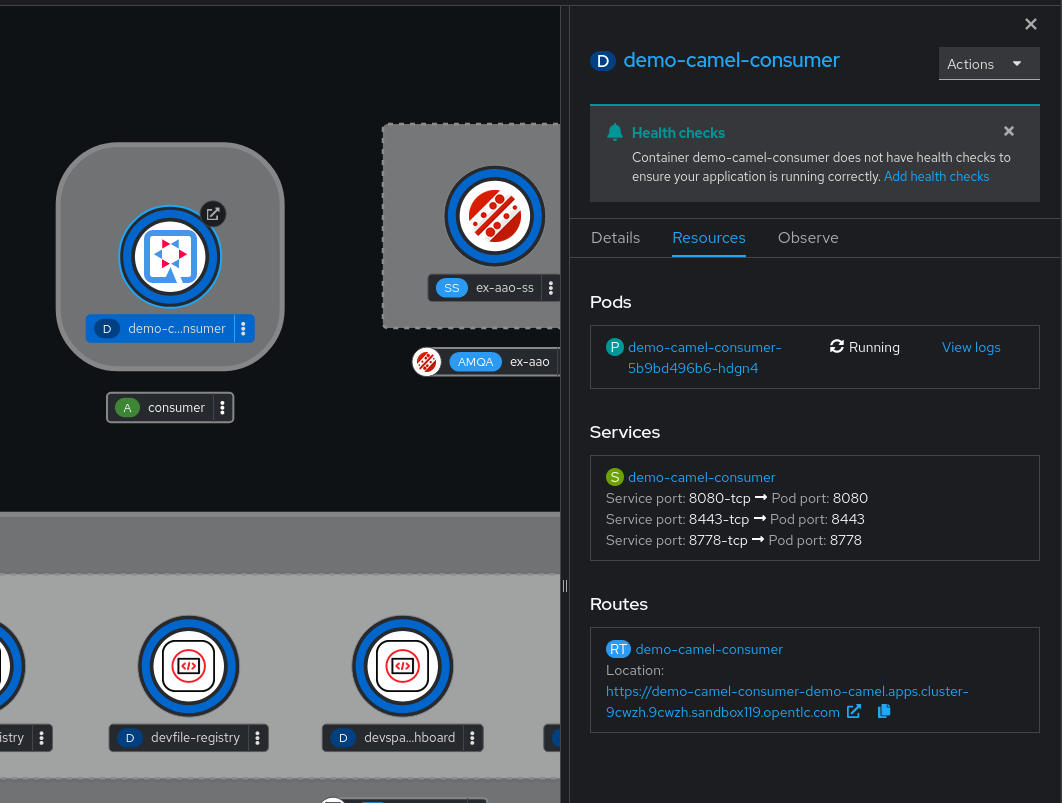 D demo-c...nsumer
A consumer
SS ex-aao-ss
AMQA ex-aao
istry
D devfile-registry
D devspa...hboard
D demo-camel-consumer
Actions
Health checks
Container demo-camel-consumer does not have health checks to
ensure your application is running correctly. Add health checks
Details Resources Observe
Pods
P demo-camel-consumer-
5b9bd496b6-hdgn4
Running
View logs
Services
S demo-camel-consumer
Service port: 8080-tcp → Pod port: 8080
Service port: 8443-tcp → Pod port: 8443
Service port: 8778-tcp → Pod port: 8778
Routes
RT demo-camel-consumer
Location:
https://demo-camel-consumer-demo-camel.apps.cluster-
9cwzh.9cwzh.sandbox119.opentlc.com